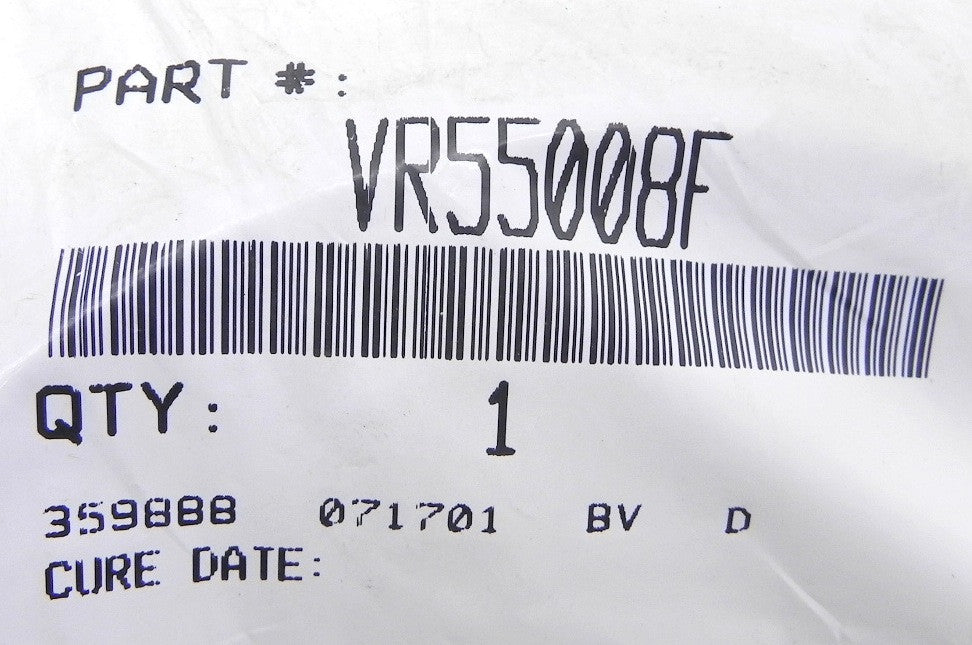 PART #:
VR55008F
QTY: 1
359888 071701 BV D
CURE DATE: